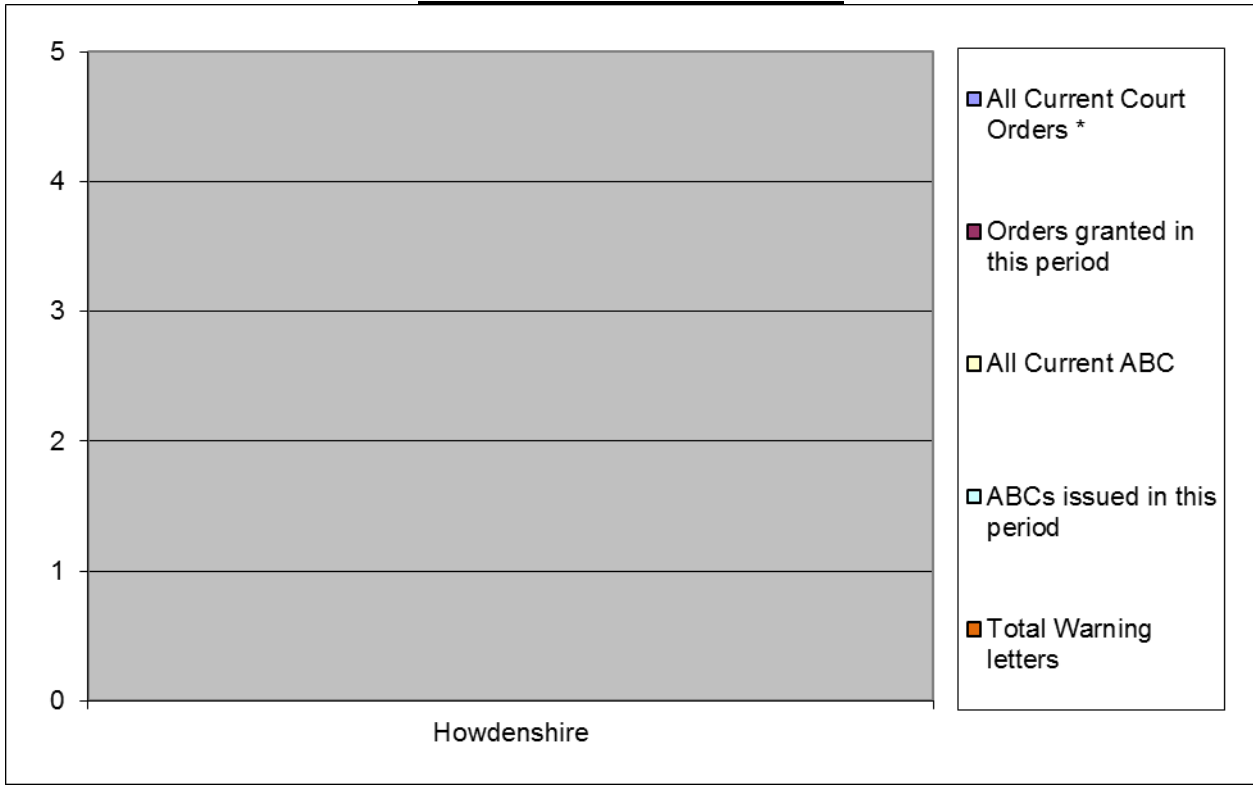 5
4
3
2
1
0
Howdenshire
All Current Court
Orders *
Orders granted in
this period
All Current ABC
ABCs issued in this
period
Total Warning
letters